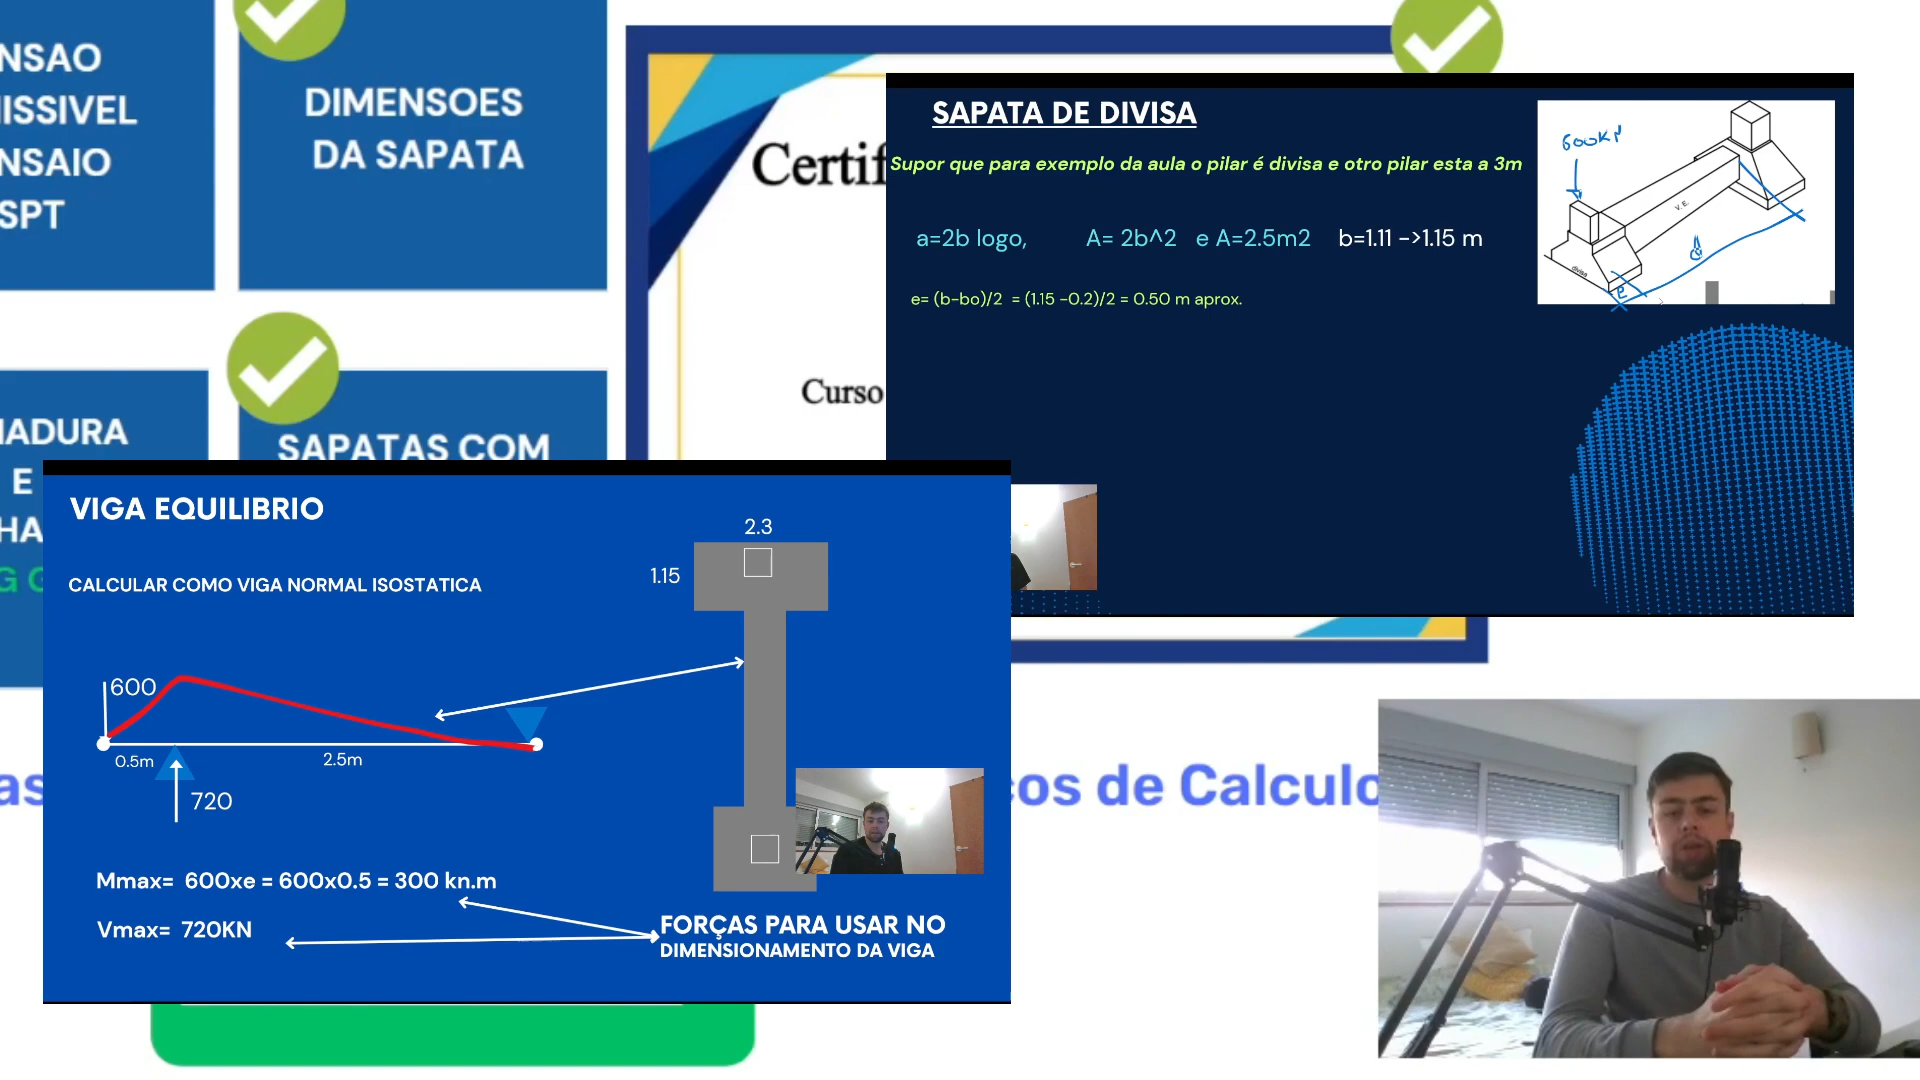 NSAO
IISSIVEL
NSAIO
SPT
DIMENSOES
DA SAPATA
Certif
Curso
IADURA
E
HA
G G
SAPATAS COM
SAPATA DE DIVISA
Supor que para exemplo da aula o pilar é divisa e otro pilar esta a 3m
a=2b logo, A= 2b^2 e A=2.5m2 b=1.11 ->1.15 m
e= (b-bo)/2 = (1.15 -0.2)/2 = 0.50 m aprox.
600KN
V. E.
divisa
d
e
VIGA EQUILIBRIO
CALCULAR COMO VIGA NORMAL ISOSTATICA
2.3
1.15
600
0.5m
2.5m
720
Mmax= 600xe = 600x0.5 = 300 kn.m
Vmax= 720KN
FORÇAS PARA USAR NO
DIMENSIONAMENTO DA VIGA
as
cos de Calculo